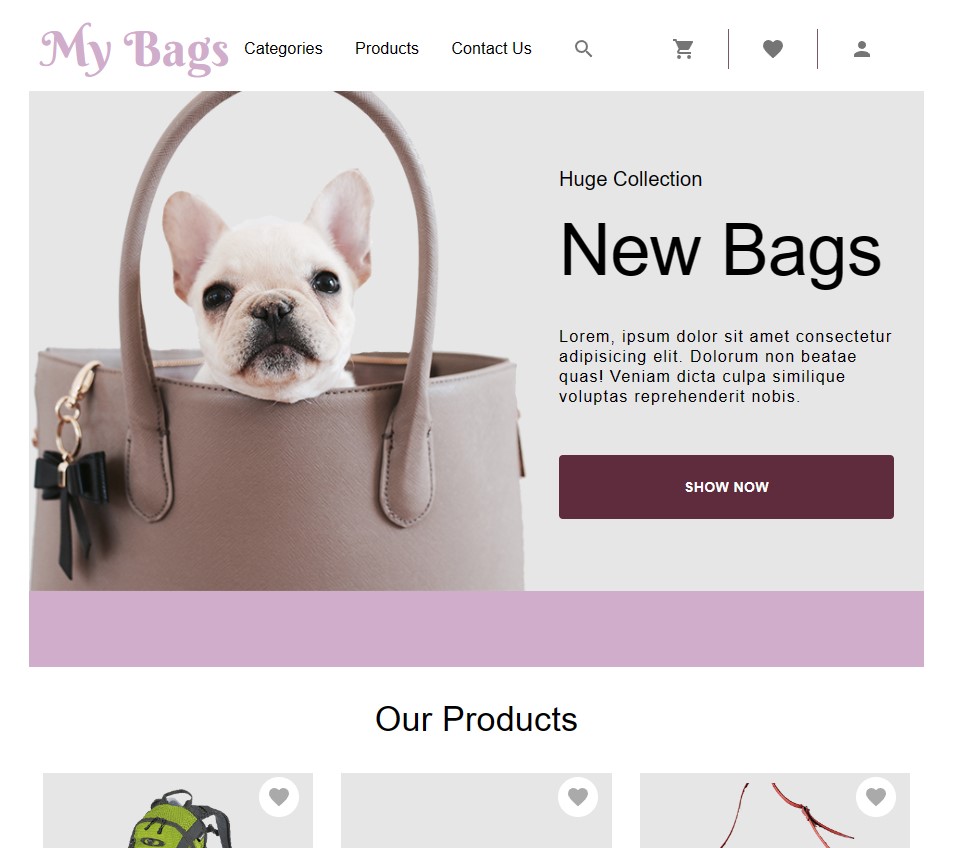 My Bags
Categories
Products
Contact Us
Huge Collection
New Bags
Lorem, ipsum dolor sit amet consectetur
adipisicing elit. Dolorum non beatae
quas! Veniam dicta culpa similique
voluptas reprehenderit nobis.
SHOW NOW
Our Products